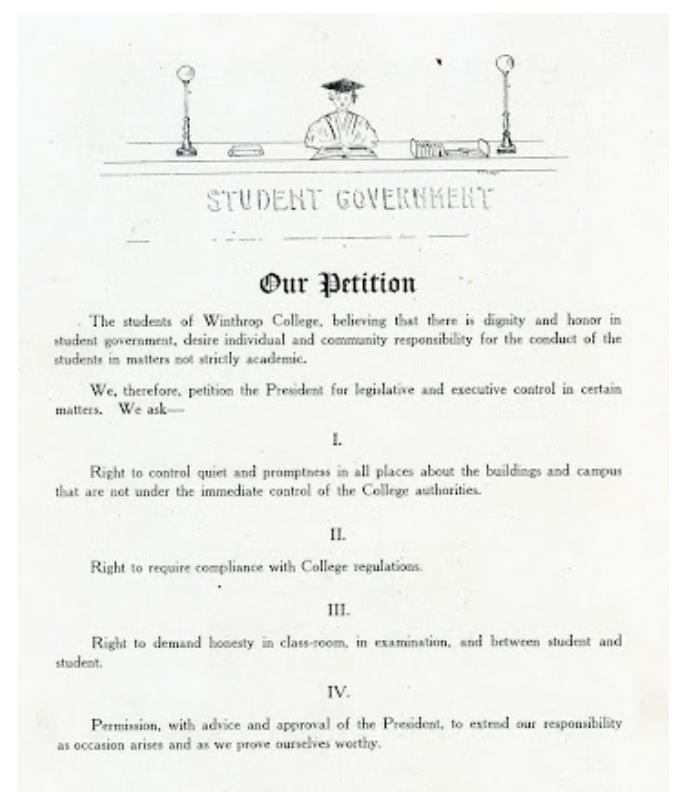 STUDENT GOVERNMENT
Our Petition
The students of Winthrop College, believing that there is dignity and honor in
student government, desire individual and community responsibility for the conduct of the
students in matters not strictly academic.
We, therefore, petition the President for legislative and executive control in certain
matters. We ask—
I.
Right to control quiet and promptness in all places about the buildings and campus
that are not under the immediate control of the College authorities.
II.
Right to require compliance with College regulations.
III.
Right to demand honesty in class-room, in examination, and between student and
student.
IV.
Permission, with advice and approval of the President, to extend our responsibility
as occasion arises and as we prove ourselves worthy.